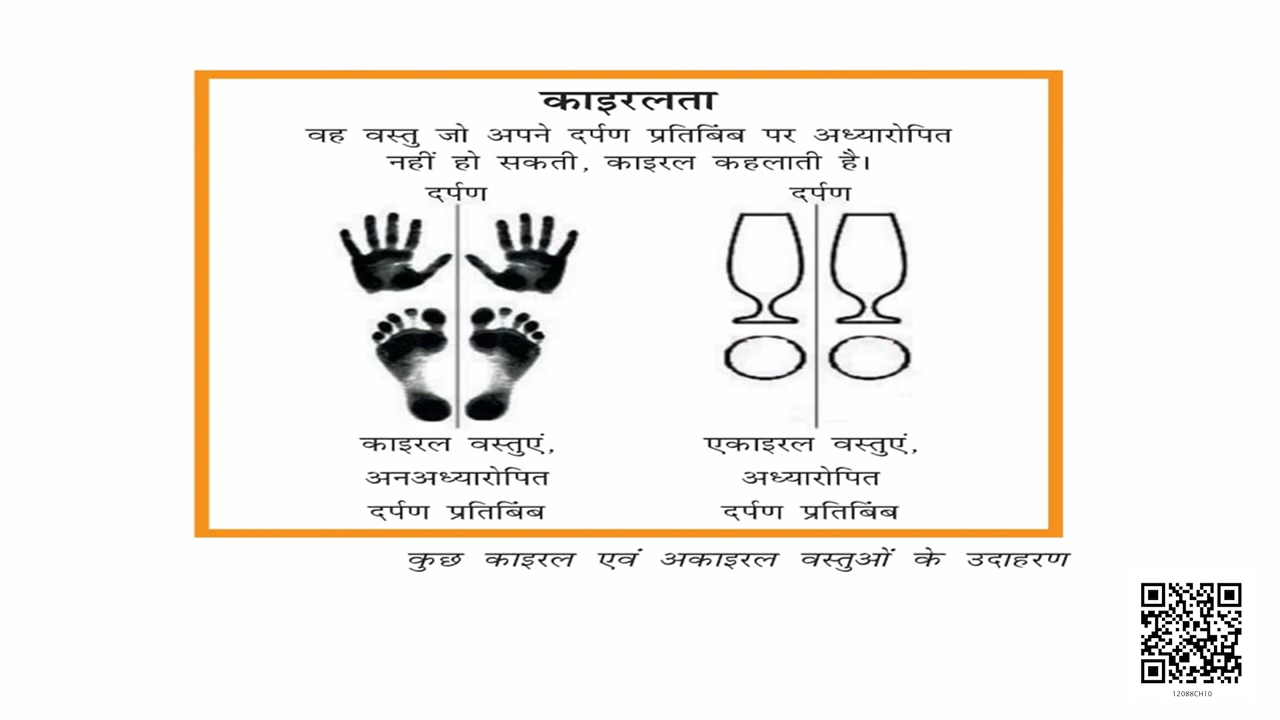 काइरलता
वह वस्तु जो अपने दर्पण प्रतिबिंब पर अध्यारोपित
नहीं हो सकती, काइरल कहलाती है।
दर्पण
दर्पण
काइरल वस्तुएं,
अनअध्यारोपित
दर्पण प्रतिबिंब
एकाइरल वस्तुएं,
अध्यारोपित
दर्पण प्रतिबिंब
कुछ काइरल एवं अकाइरल वस्तुओं के उदाहरण
12088CH10